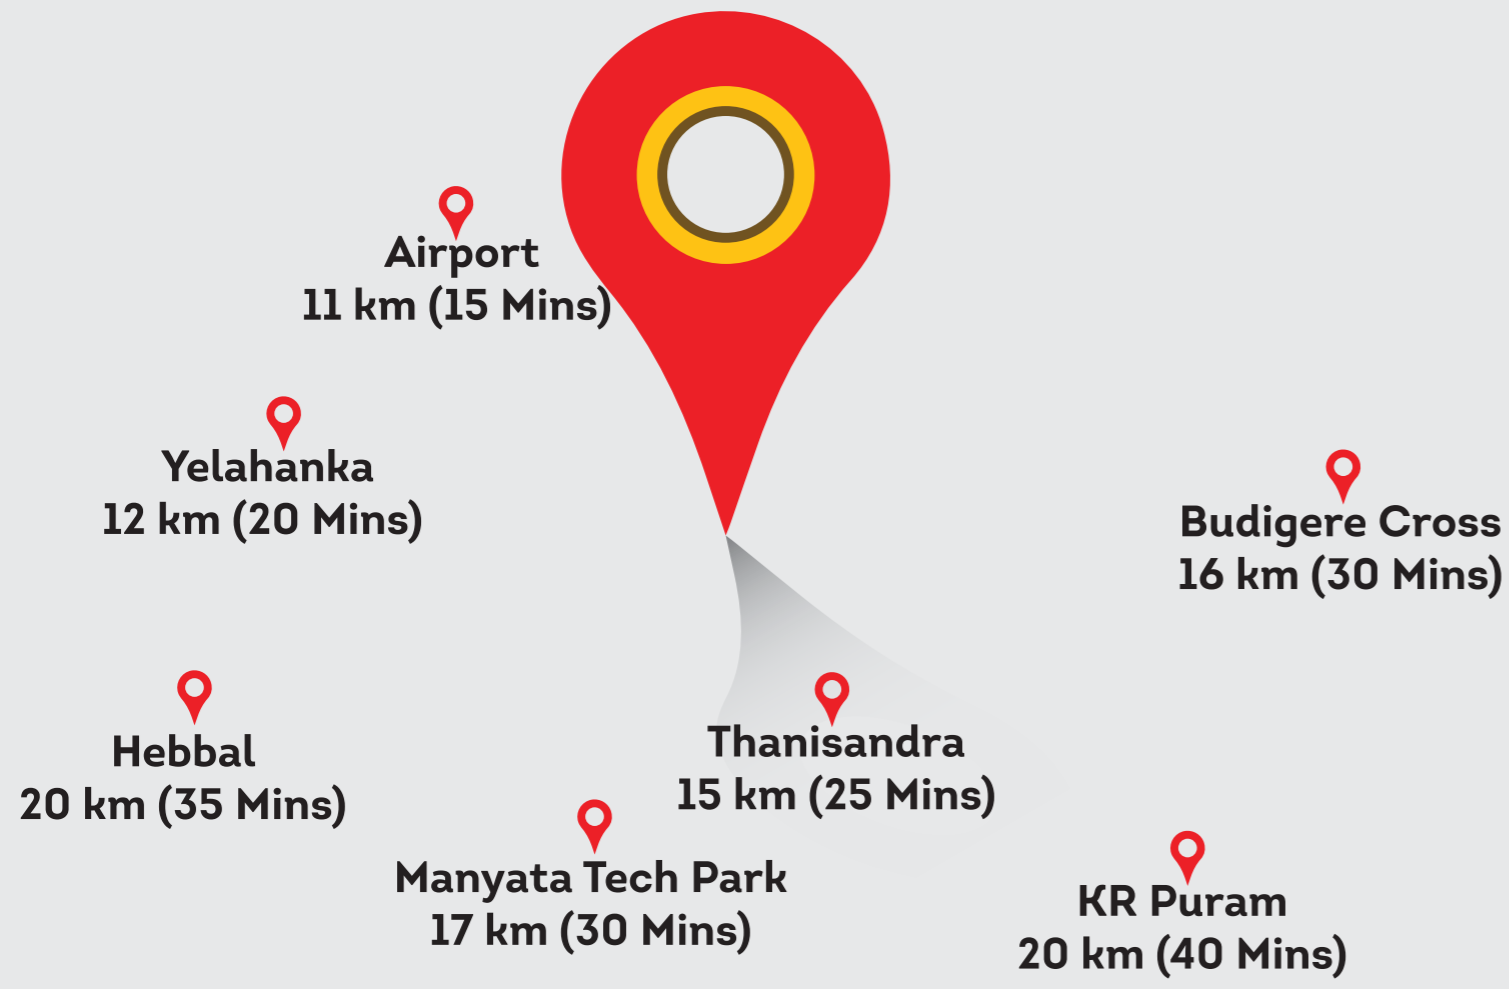 Airport
11 km (15 Mins)
Yelahanka
12 km (20 Mins)
Budigere Cross
16 km (30 Mins)
Hebbal
20 km (35 Mins)
Thanisandra
15 km (25 Mins)
Manyata Tech Park
17 km (30 Mins)
KR Puram
20 km (40 Mins)